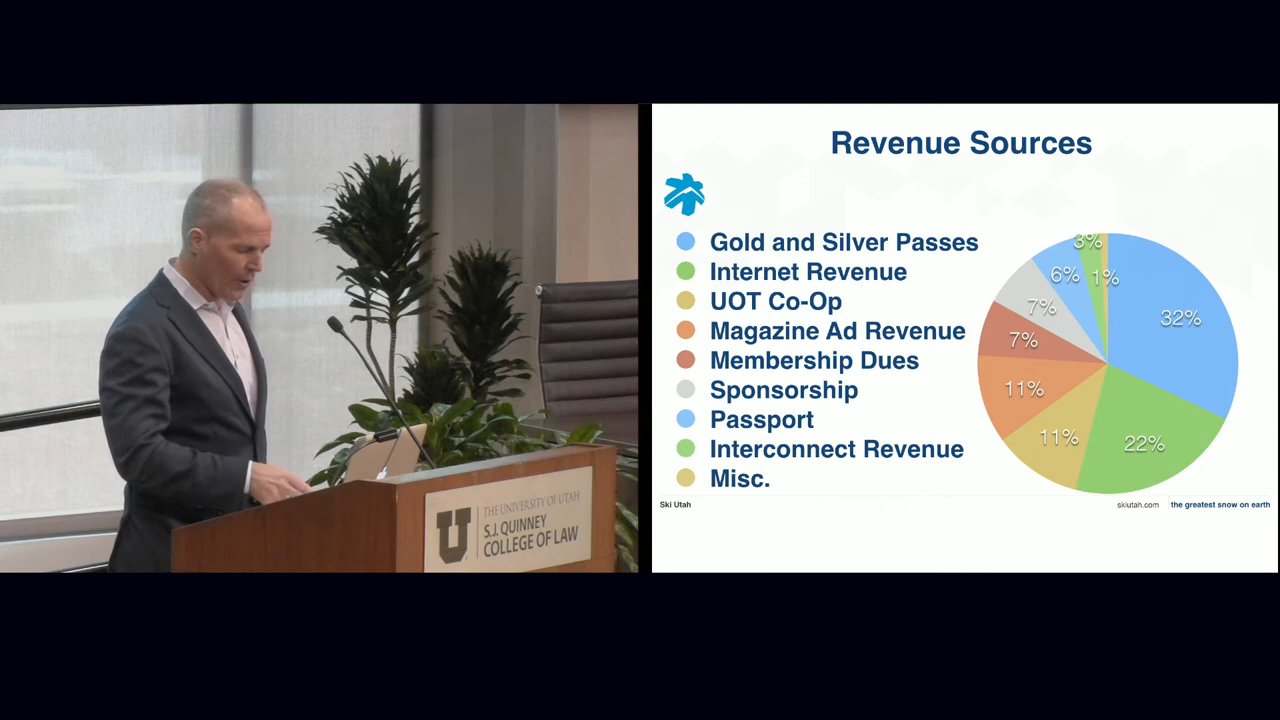 THE UNIVERSITY OF UTAH
S.J. QUINNEY
COLLEGE OF LAW
Revenue Sources
Gold and Silver Passes
Internet Revenue
UOT Co-Op
Magazine Ad Revenue
Membership Dues
Sponsorship
Passport
Interconnect Revenue
Misc.
3%
6%
1%
7%
32%
7%
11%
11%
22%
Ski Utah
skiutah.com
the greatest snow on earth